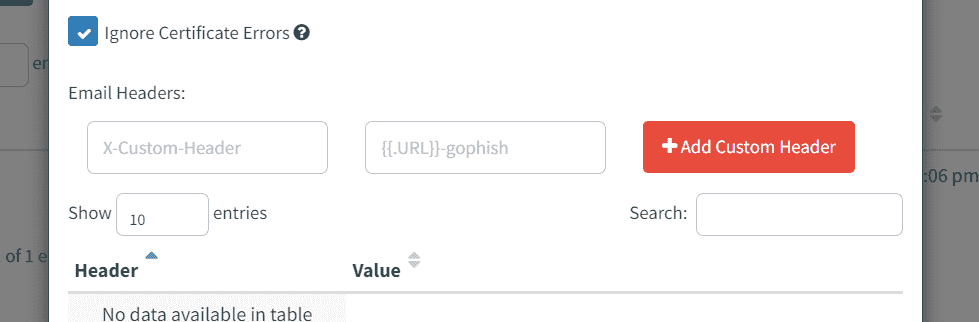 Ignore Certificate Errors
er
Email Headers:
X-Custom-Header
{{.URL}}-gophish
+Add Custom Header
:06 pm
Show 10 entries
Search:
of 1 e
Header
Value
No data available in table